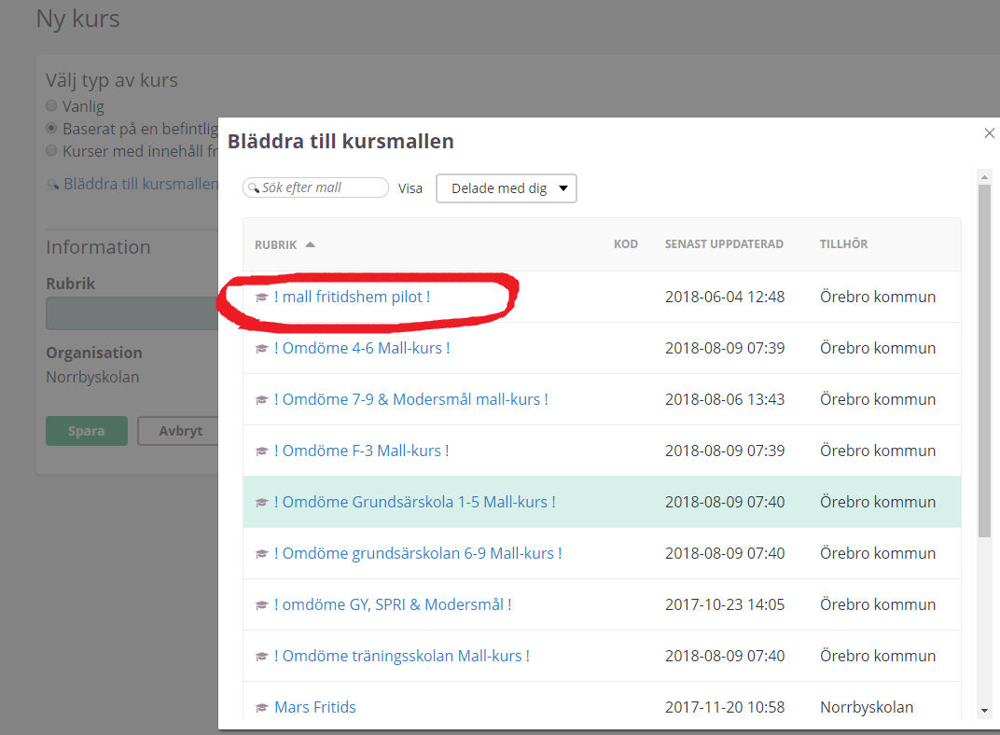 Ny kurs
Välj typ av kurs
Vanlig
Baserat på en befintlig
Kurser med innehåll fr
Bläddra till kursmallen
Information
Rubrik
Organisation
Norrbyskolan
Spara Avbryt
Bläddra till kursmallen
Sök efter mall Visa Delade med dig
RUBRIK KOD SENAST UPPDATERAD TILLHÖR
! mall fritidshem pilot ! 2018-06-04 12:48 Örebro kommun
! Omdöme 4-6 Mall-kurs ! 2018-08-09 07:39 Örebro kommun
! Omdöme 7-9 & Modersmål mall-kurs ! 2018-08-06 13:43 Örebro kommun
! Omdöme F-3 Mall-kurs ! 2018-08-09 07:39 Örebro kommun
! Omdöme Grundsärskola 1-5 Mall-kurs ! 2018-08-09 07:40 Örebro kommun
! Omdöme grundsärskolan 6-9 Mall-kurs ! 2018-08-09 07:40 Örebro kommun
! omdöme GY, SPRI & Modersmål ! 2017-10-23 14:05 Örebro kommun
! Omdöme träningsskolan Mall-kurs ! 2018-08-09 07:40 Örebro kommun
Mars Fritids 2017-11-20 10:58 Norrbyskolan